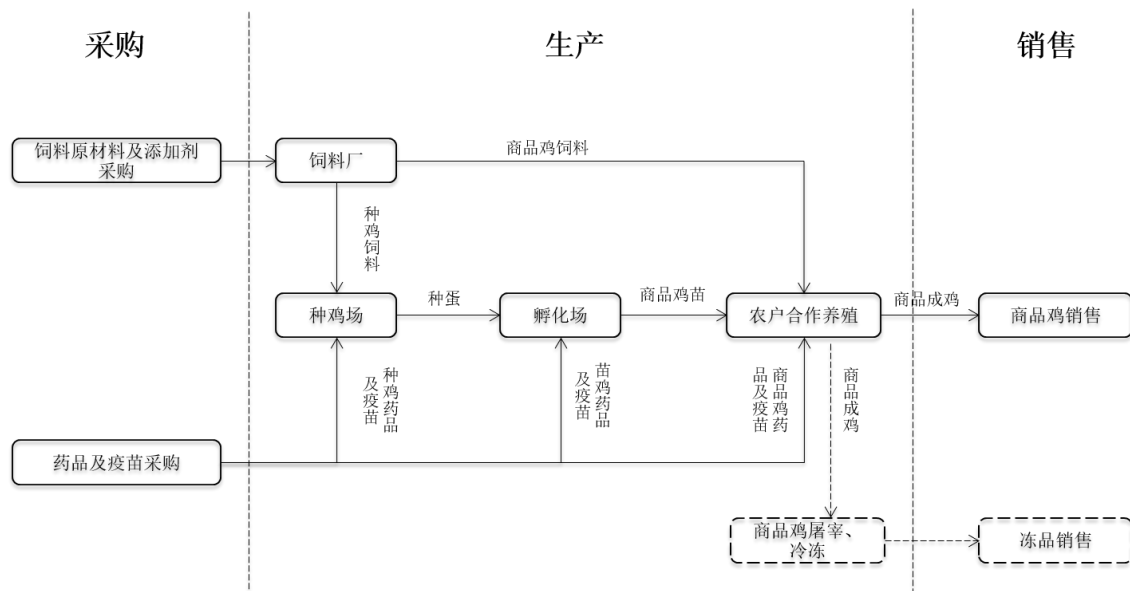 采购
生产
销售
饲料原材料及添加剂
采购
饲料厂
商品鸡饲料
种鸡饲料
种鸡场
种蛋
孵化场
商品鸡苗
农户合作养殖
商品成鸡
商品鸡销售
种鸡药品
及疫苗
苗鸡药品
及疫苗
商品鸡药
品及疫苗
商品成鸡
药品及疫苗采购
商品鸡屠宰、
冷冻
冻品销售